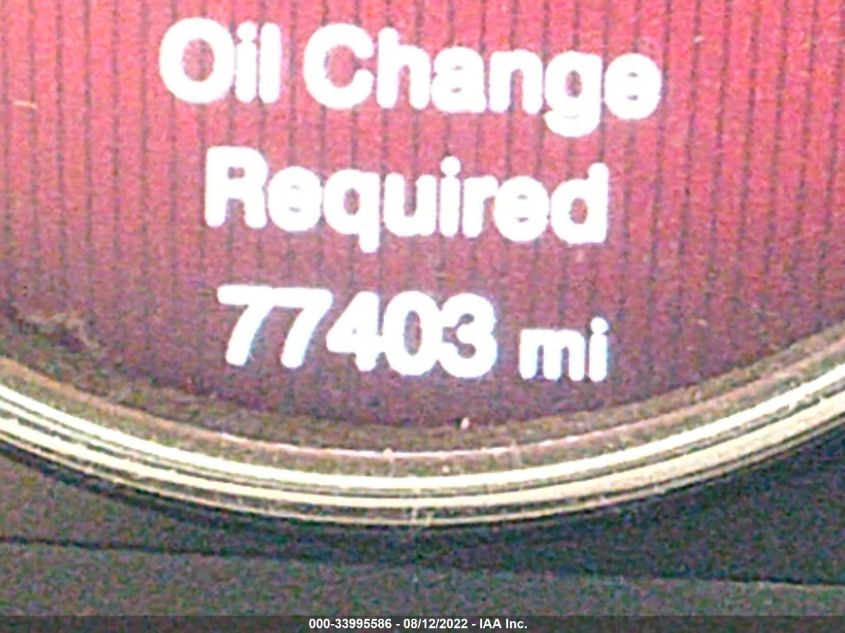 Oil Change
Required
77403 mi
000-33995586 - 08/12/2022 - IAA Inc.